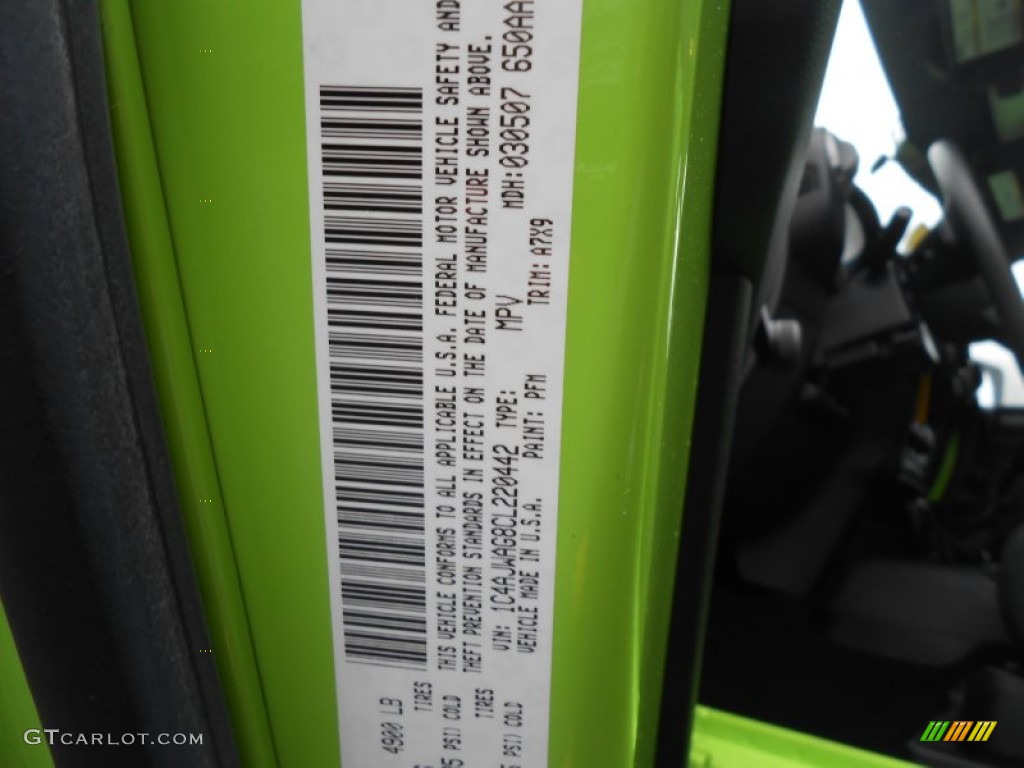 4900 LB
TIRES
PSI) COLD
TIRES
PSI) COLD
THIS VEHICLE CONFORMS TO ALL APPLICABLE U.S.A. FEDERAL MOTOR VEHICLE SAFETY AND
THEFT PREVENTION STANDARDS IN EFFECT ON THE DATE OF MANUFACTURE SHOWN ABOVE.
VIN: 1C4AJWAG8CL220442 TYPE: MPV MDH:030507 650AA
VEHICLE MADE IN U.S.A. PAINT: PFM TRIM: A7X9
GTCARLOT.COM